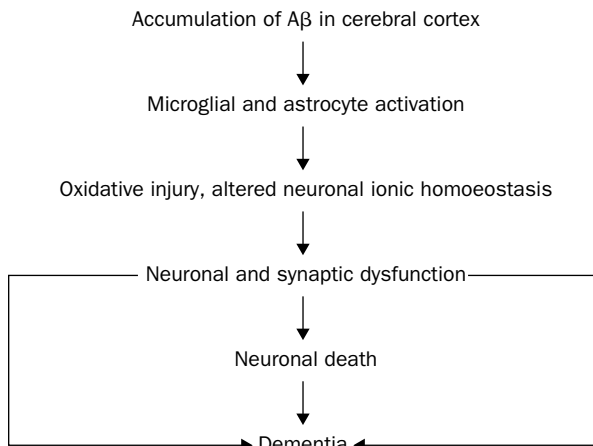 Accumulation of Aβ in cerebral cortex
Microglial and astrocyte activation
Oxidative injury, altered neuronal ionic homoeostasis
Neuronal and synaptic dysfunction
Neuronal death
Dementia